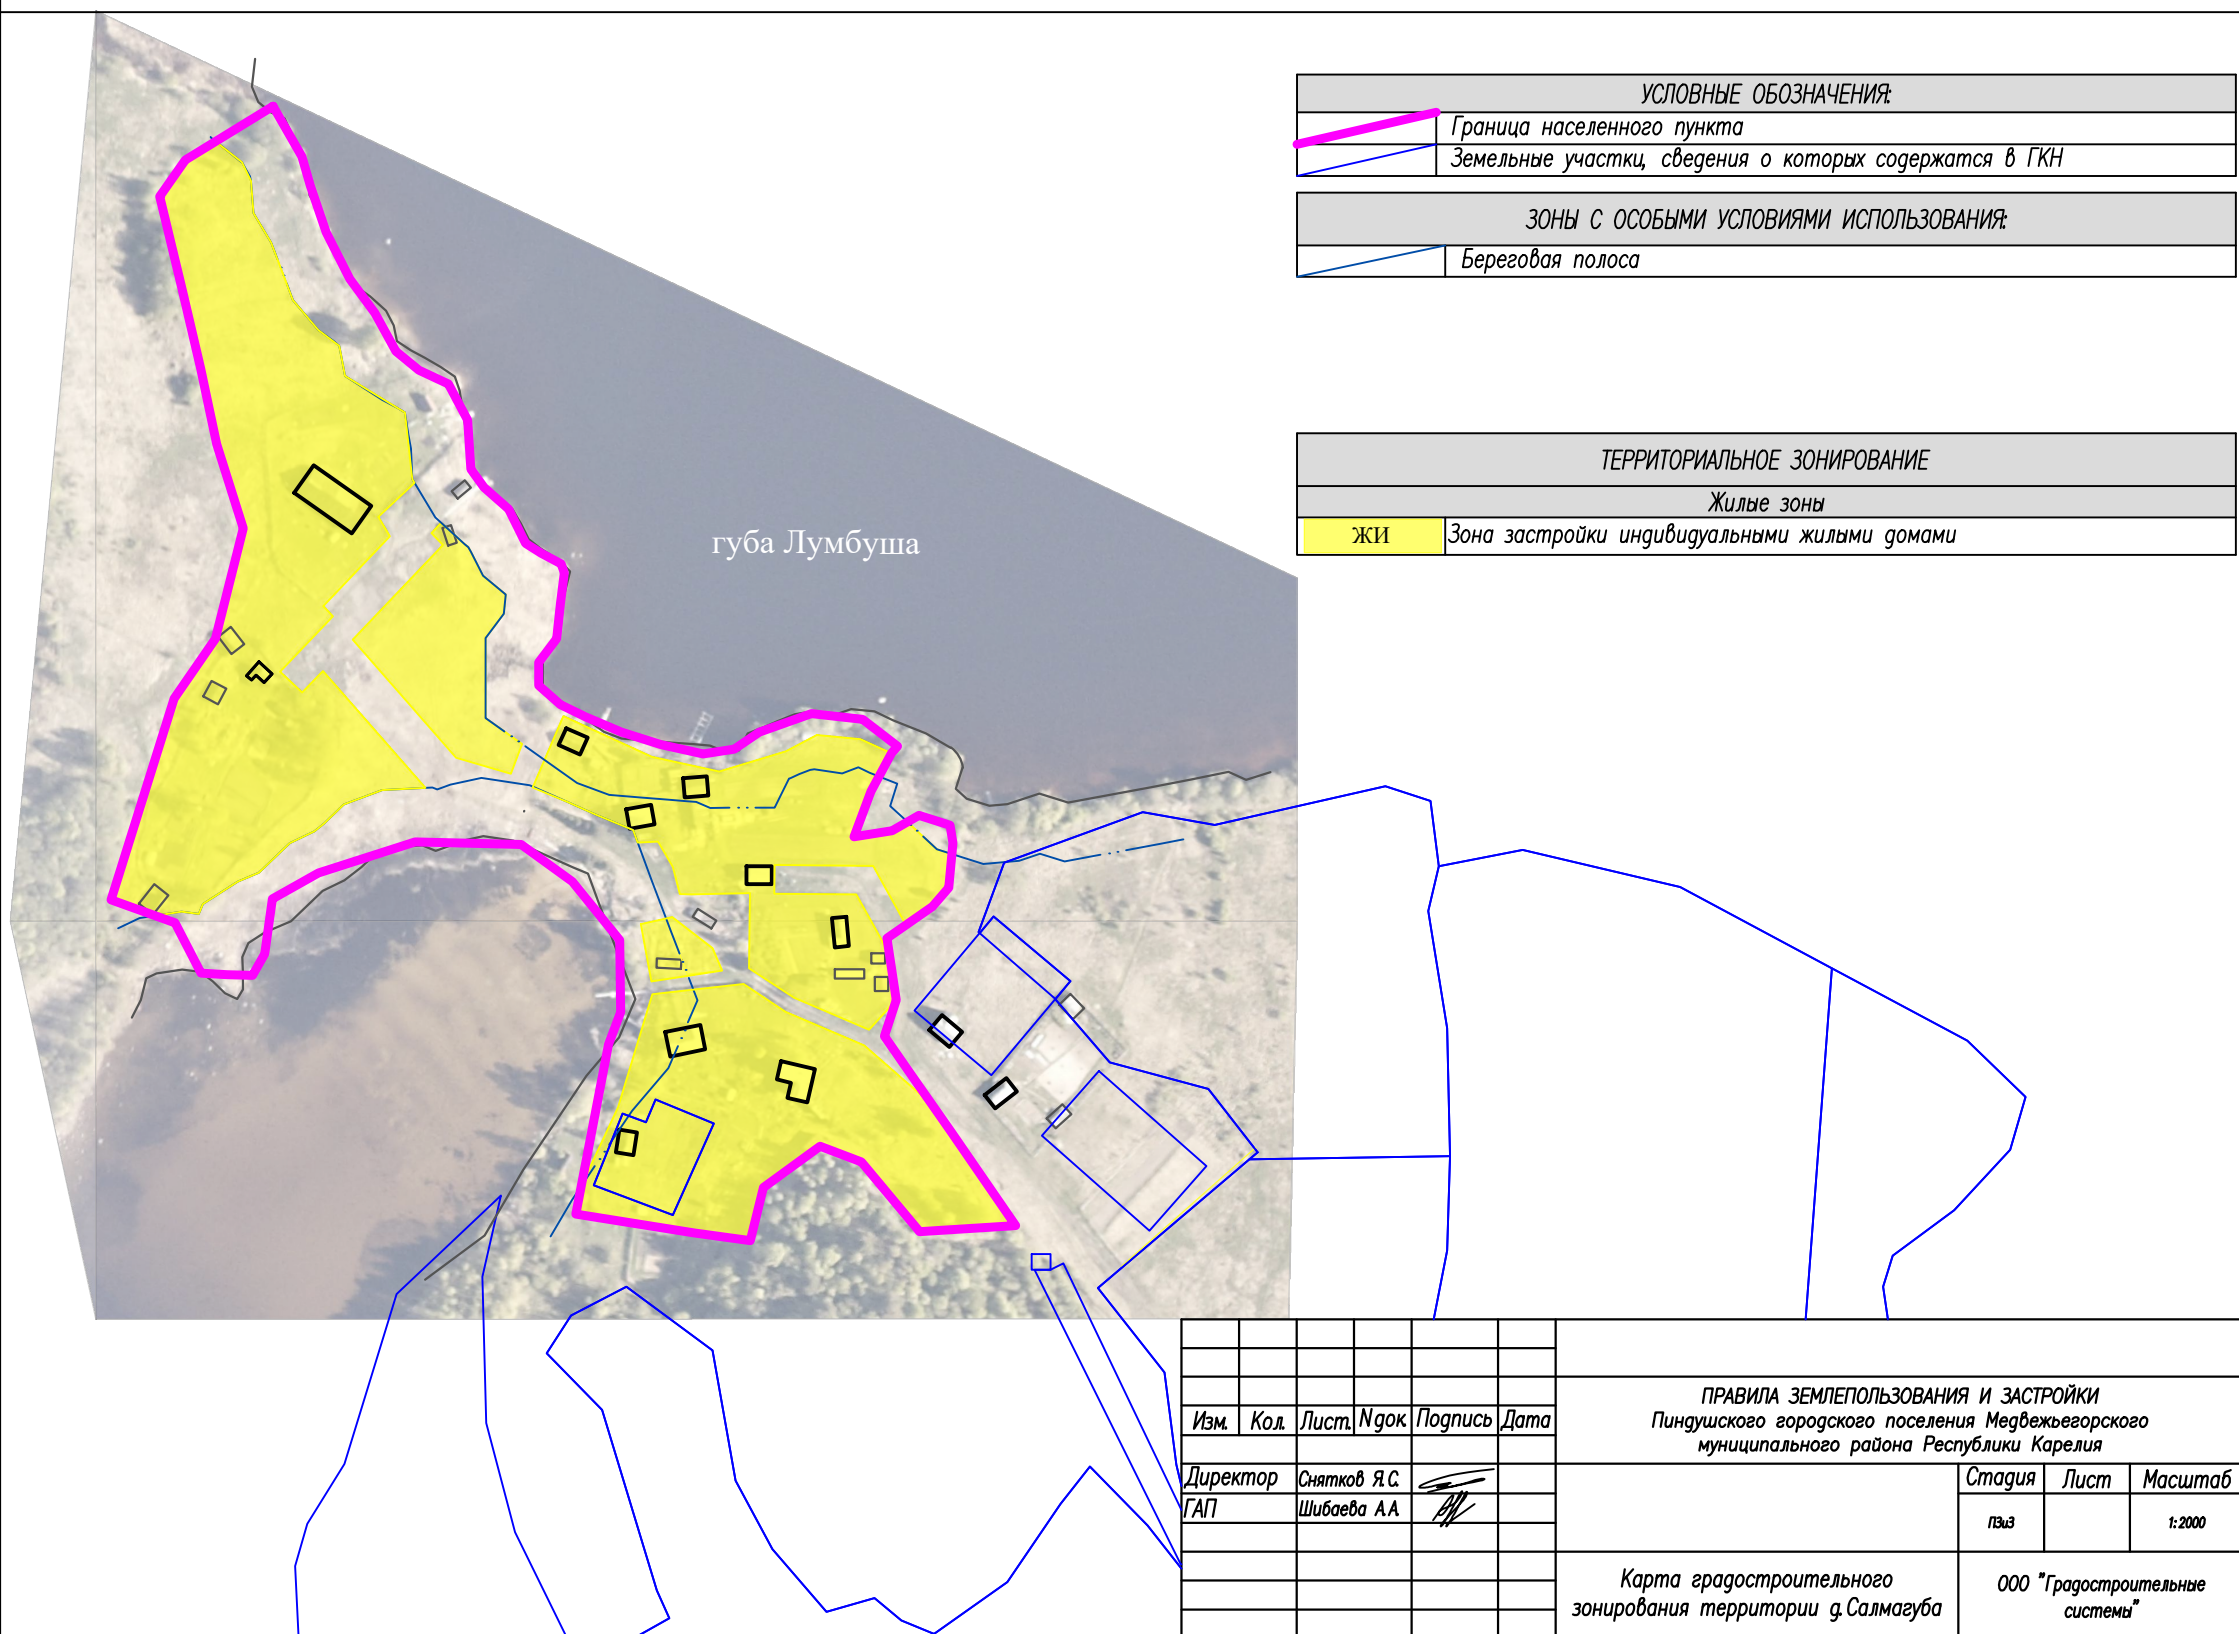 УСЛОВНЫЕ ОБОЗНАЧЕНИЯ:
Граница населенного пункта
Земельные участки, сведения о которых содержатся в ГКН
ЗОНЫ С ОСОБЫМИ УСЛОВИЯМИ ИСПОЛЬЗОВАНИЯ:
Береговая полоса
ТЕРРИТОРИАЛЬНОЕ ЗОНИРОВАНИЕ
Жилые зоны
ЖИ Зона застройки индивидуальными жилыми домами
губа Лумбуша
Изм. Кол. Лист. Nдок Подпись Дата
Директор Снятков Я.С.
ГАП Шибаева А.А.
ПРАВИЛА ЗЕМЛЕПОЛЬЗОВАНИЯ И ЗАСТРОЙКИ
Пиндушского городского поселения Медвежьегорского
муниципального района Республики Карелия
Стадия Лист Масштаб
ПЗиЗ 1:2000
Карта градостроительного
зонирования территории д.Салмагуба
ООО "Градостроительные
системы"